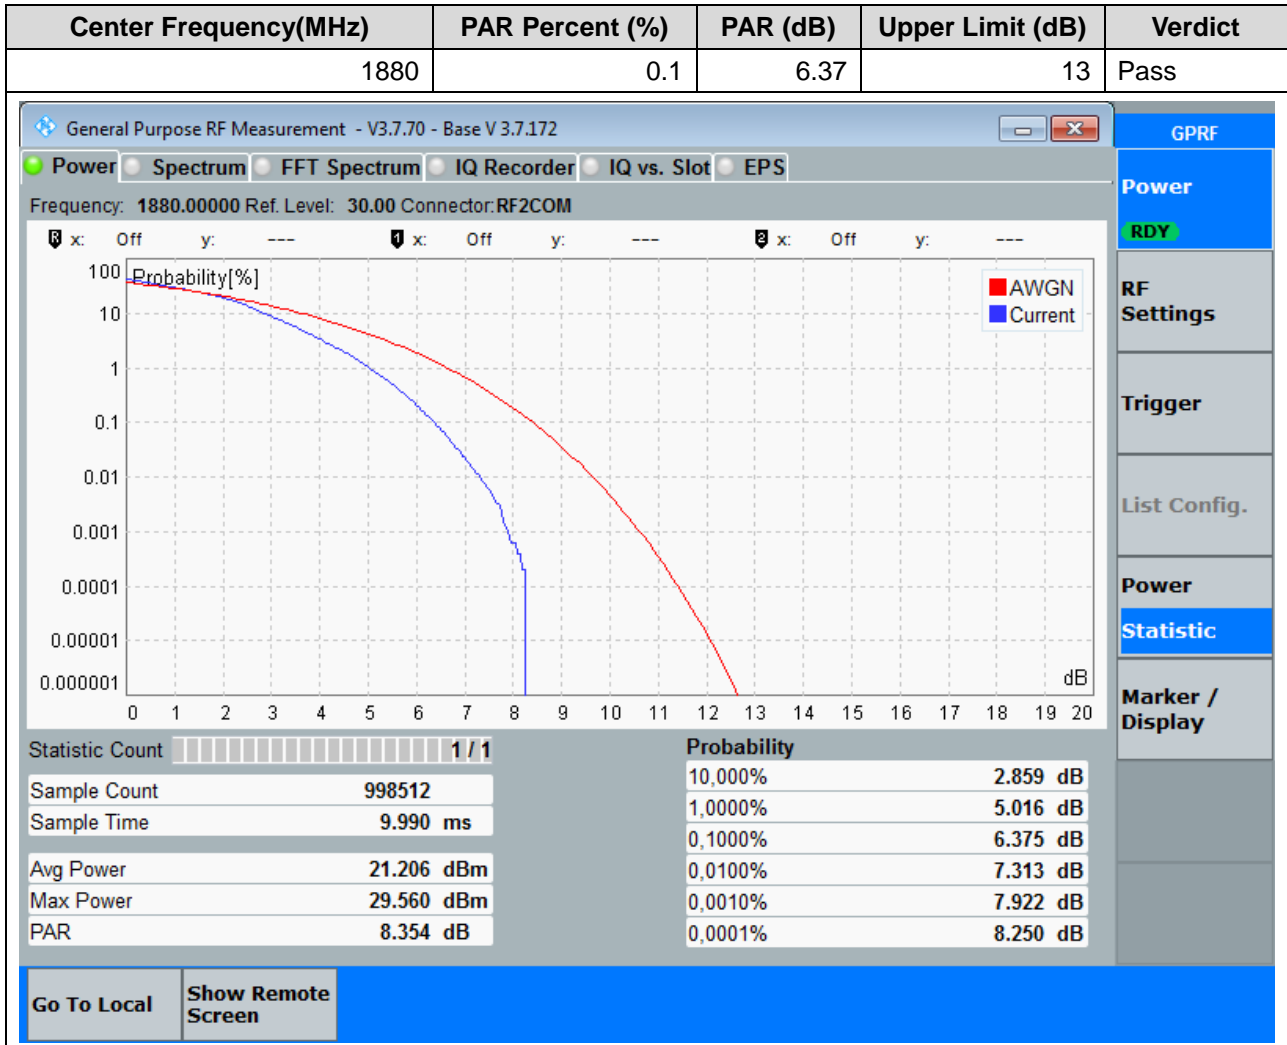 Center Frequency(MHz) PAR Percent (%) PAR (dB) Upper Limit (dB) Verdict
1880 0.1 6.37 13 Pass
General Purpose RF Measurement - V3.7.70 - Base V 3.7.172
GPRF
Power Spectrum FFT Spectrum IQ Recorder IQ vs. Slot EPS
Power
RDY
Frequency: 1880.00000 Ref. Level: 30.00 Connector:RF2COM
R x: Off y: --- 1 x: Off y: --- 2 x: Off y: ---
Probability[%]
AWGN
Current
100
10
1
0.1
0.01
0.001
0.0001
0.00001
0.000001
dB
0 1 2 3 4 5 6 7 8 9 10 11 12 13 14 15 16 17 18 19 20
RF
Settings
Trigger
List Config.
Power
Statistic
Marker /
Display
Statistic Count 1 / 1
Sample Count 998512
Sample Time 9.990 ms
Avg Power 21.206 dBm
Max Power 29.560 dBm
PAR 8.354 dB
Probability
10,000% 2.859 dB
1,0000% 5.016 dB
0,1000% 6.375 dB
0,0100% 7.313 dB
0,0010% 7.922 dB
0,0001% 8.250 dB
Go To Local
Show Remote
Screen